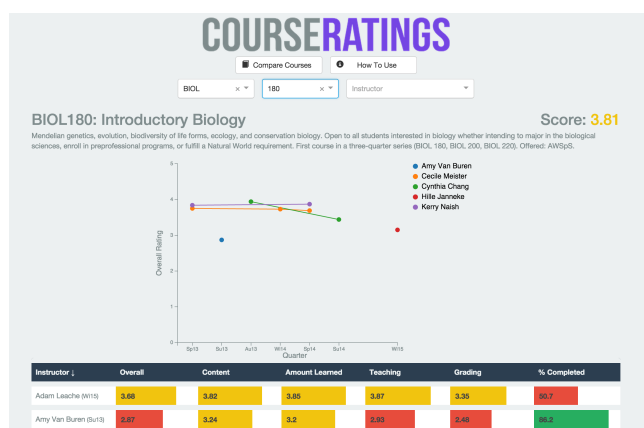 COURSERATINGS
Compare Courses How To Use
BIOL × 180 × Instructor
BIOL180: Introductory Biology Score: 3.81
Mendelian genetics, evolution, biodiversity of life forms, ecology, and conservation biology. Open to all students interested in biology whether intending to major in the biological
sciences, enroll in preprofessional programs, or fulfill a Natural World requirement. First course in a three-quarter series (BIOL 180, BIOL 200, BIOL 220). Offered: AWSpS.
Amy Van Buren
Cecile Meister
Cynthia Chang
Hille Janneke
Kerry Naish
5
4
3
2
1
0
Overall Rating
Sp13 Su13 Au13 Wi14 Sp14 Su14 Wi15
Quarter
Instructor ↓ Overall Content Amount Learned Teaching Grading % Completed
Adam Leache (Wi15) 3.68 3.82 3.85 3.87 3.35 50.7
Amy Van Buren (Su13) 2.87 3.24 3.2 2.93 2.48 86.2